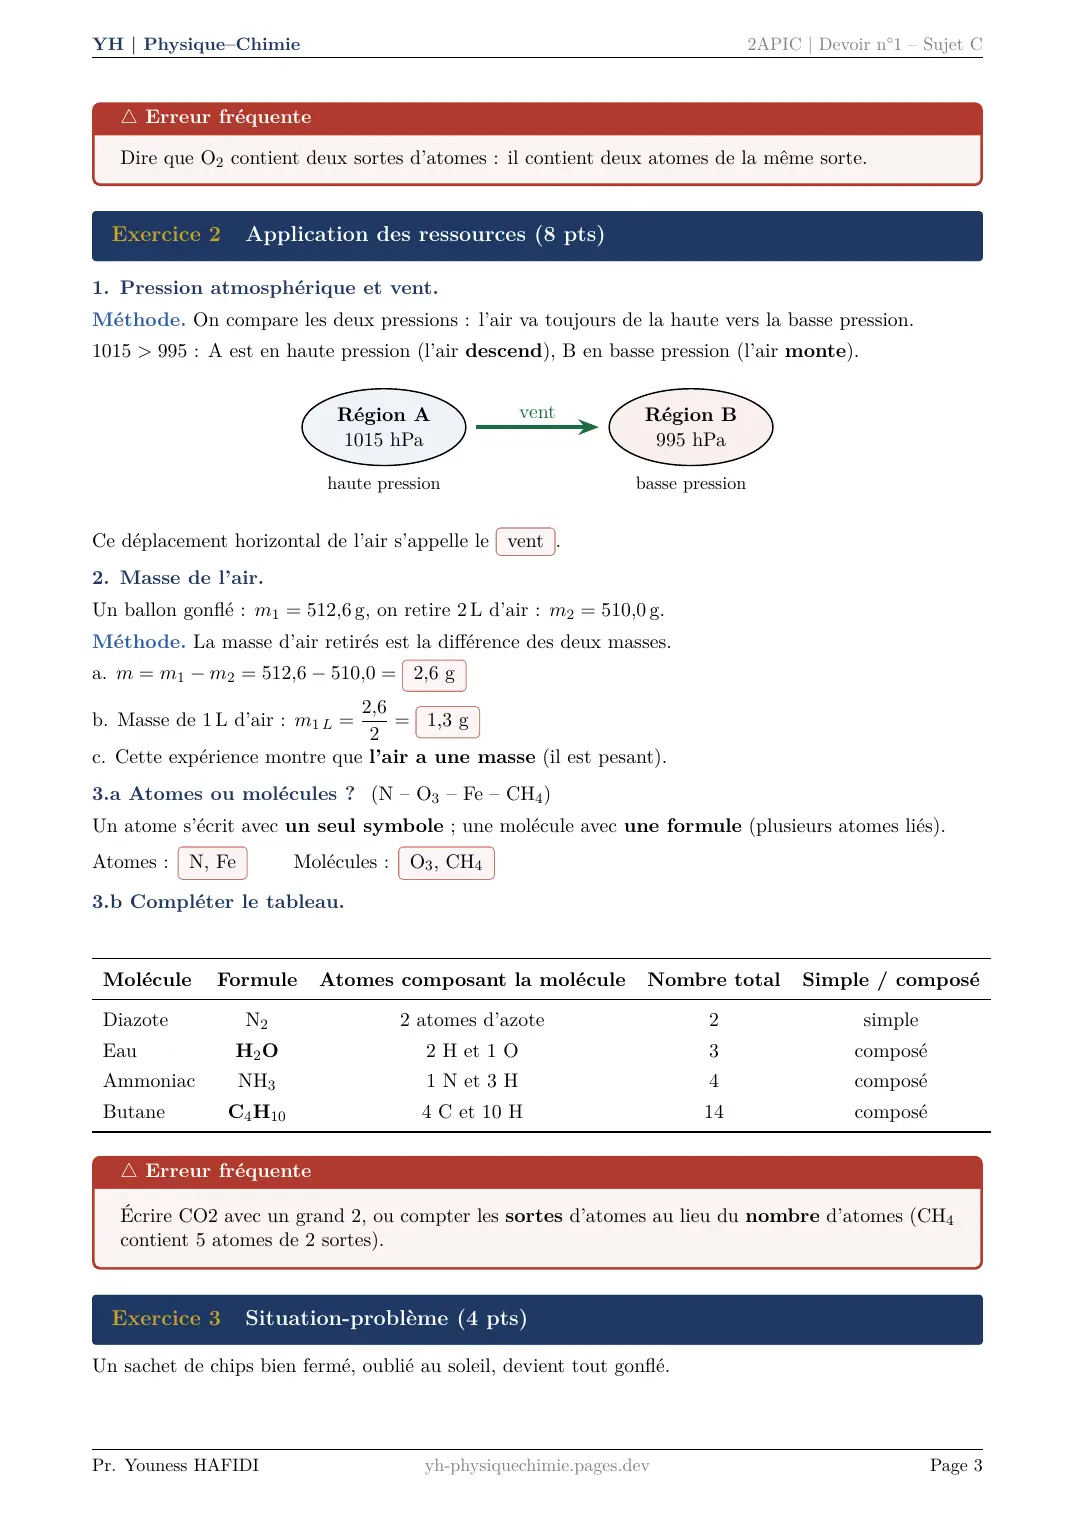 YH | Physique–Chimie
2APIC | Devoir n°1 – Sujet C
△ Erreur fréquente
Dire que O₂ contient deux sortes d'atomes : il contient deux atomes de la même sorte.
Exercice 2 Application des ressources (8 pts)
1. Pression atmosphérique et vent.
Méthode. On compare les deux pressions : l'air va toujours de la haute vers la basse pression.
1015 > 995 : A est en haute pression (l'air descend), B en basse pression (l'air monte).
Région A
1015 hPa
vent
Région B
995 hPa
haute pression
basse pression
Ce déplacement horizontal de l'air s'appelle le vent.
2. Masse de l'air.
Un ballon gonflé : m₁ = 512,6 g, on retire 2 L d'air : m₂ = 510,0 g.
Méthode. La masse d'air retirés est la différence des deux masses.
a. m = m₁ − m₂ = 512,6 − 510,0 = 2,6 g
b. Masse de 1 L d'air : m₁ L = 2,6/2 = 1,3 g
c. Cette expérience montre que l'air a une masse (il est pesant).
3.a Atomes ou molécules ? (N – O₃ – Fe – CH₄)
Un atome s'écrit avec un seul symbole ; une molécule avec une formule (plusieurs atomes liés).
Atomes : N, Fe Molécules : O₃, CH₄
3.b Compléter le tableau.
Molécule Formule Atomes composant la molécule Nombre total Simple / composé
Diazote N₂ 2 atomes d'azote 2 simple
Eau H₂O 2 H et 1 O 3 composé
Ammoniac NH₃ 1 N et 3 H 4 composé
Butane C₄H₁₀ 4 C et 10 H 14 composé
△ Erreur fréquente
Écrire CO2 avec un grand 2, ou compter les sortes d'atomes au lieu du nombre d'atomes (CH₄
contient 5 atomes de 2 sortes).
Exercice 3 Situation-problème (4 pts)
Un sachet de chips bien fermé, oublié au soleil, devient tout gonflé.
Pr. Youness HAFIDI
yh-physiquechimie.pages.dev
Page 3